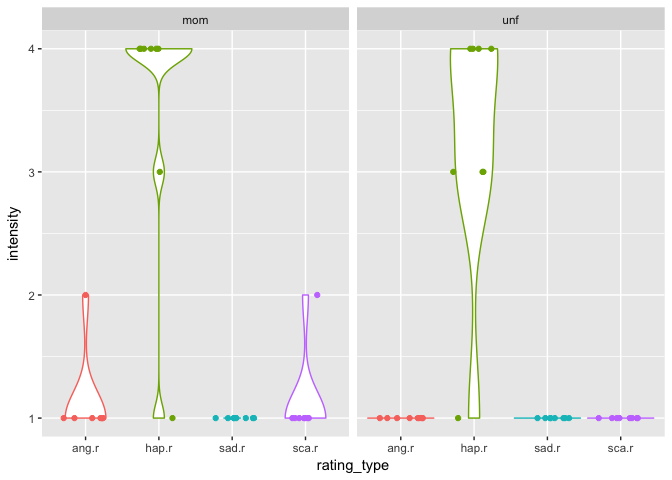 mom unf
intensity
4
3
2
1
ang.r hap.r sad.r sca.r ang.r hap.r sad.r sca.r
rating_type